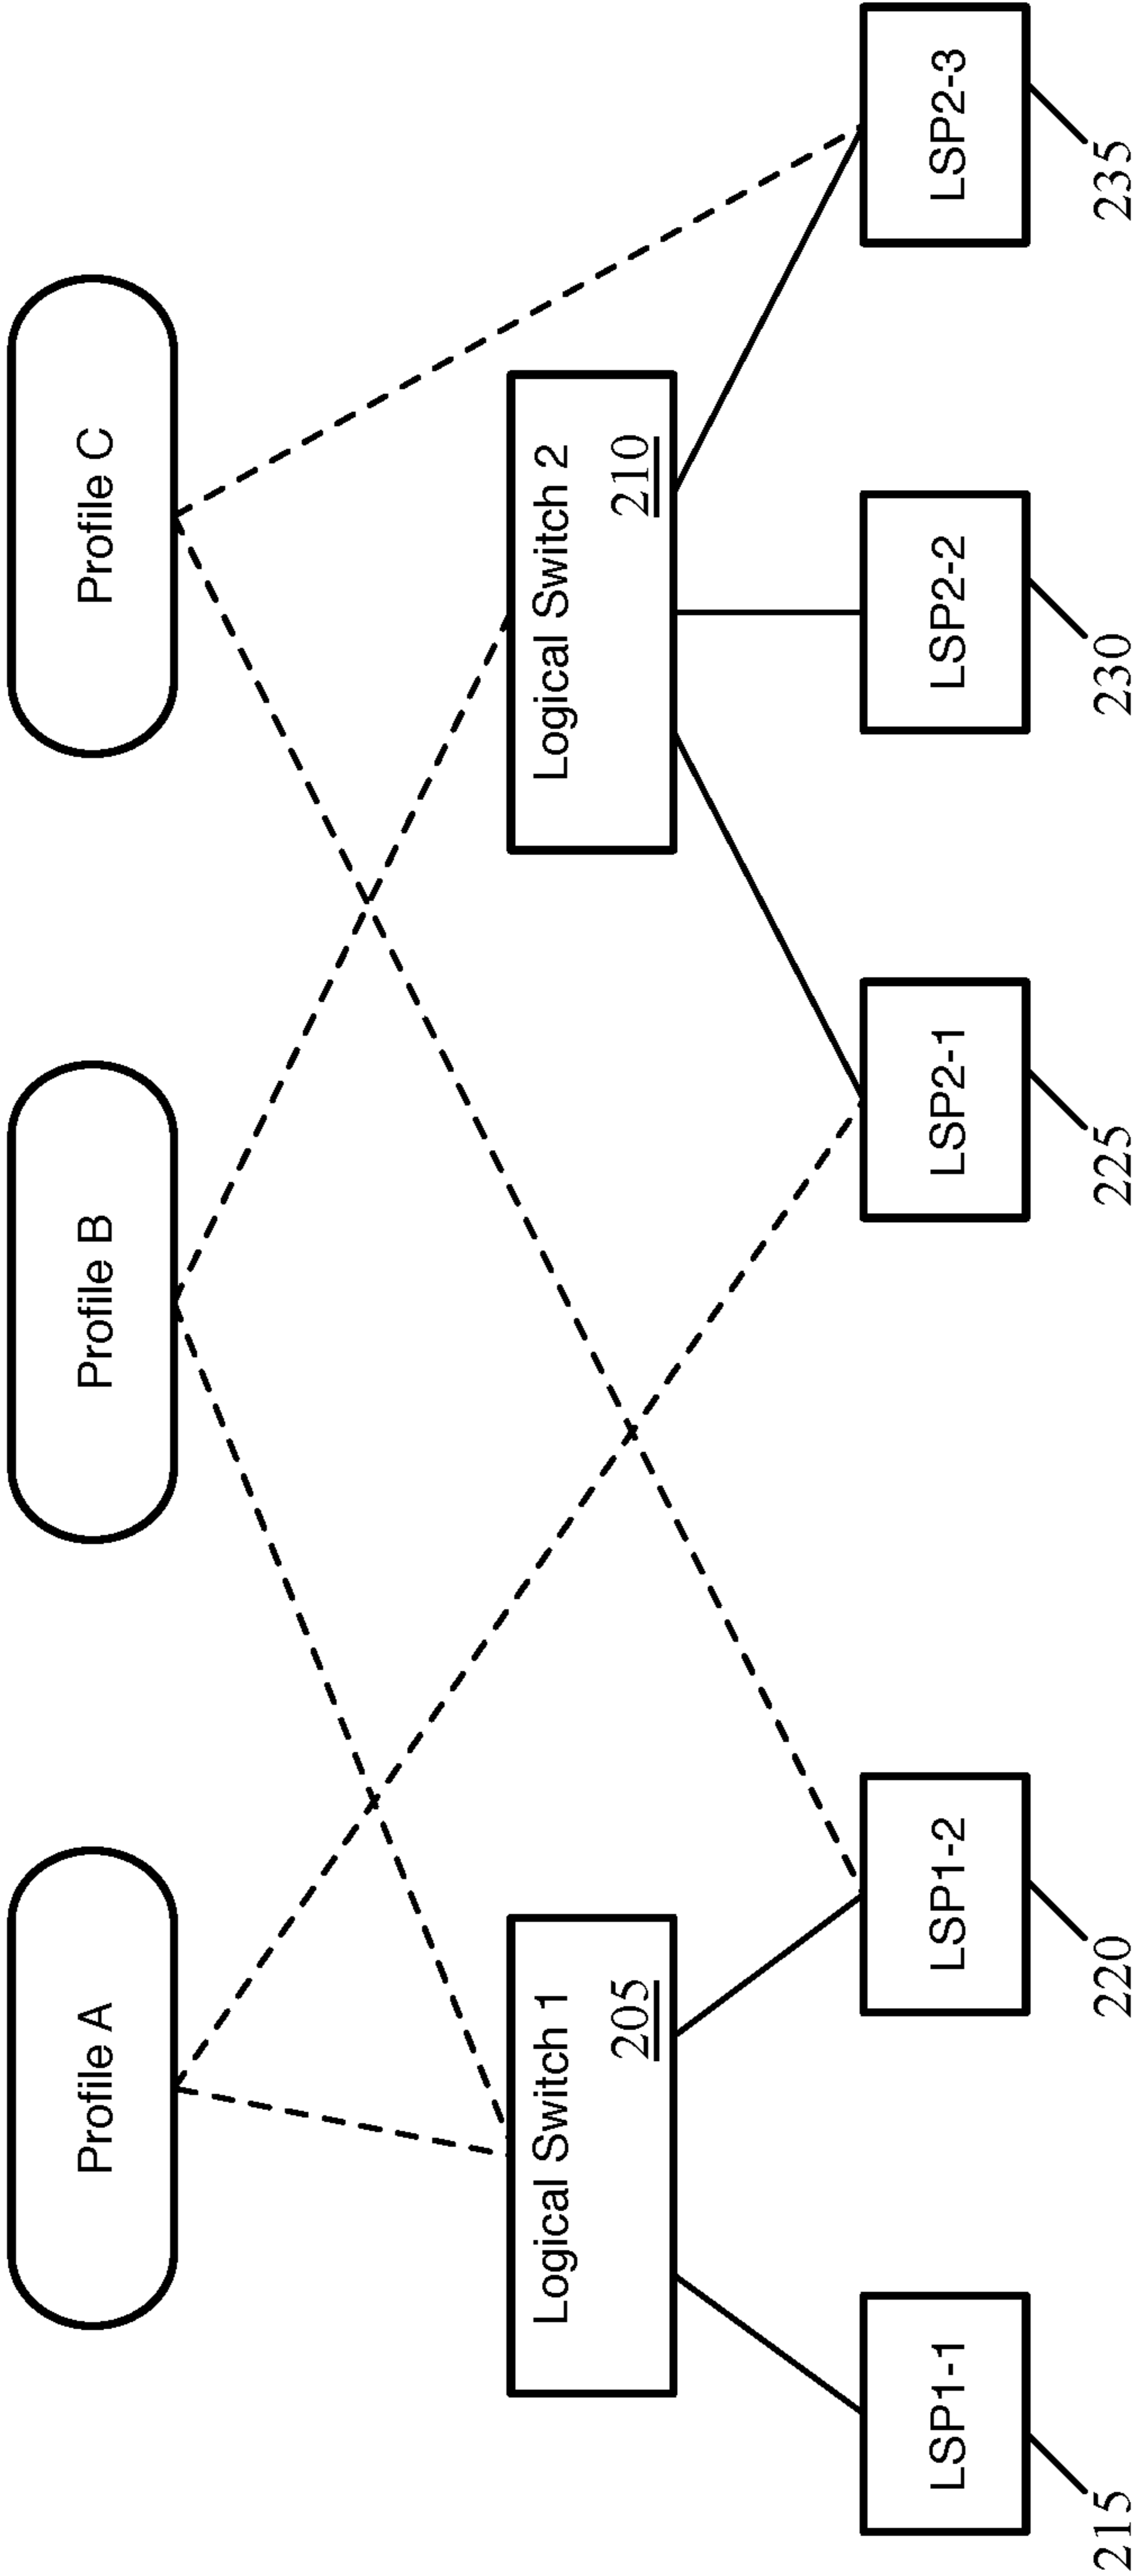 Profile A
Profile B
Profile C
Logical Switch 1
205
Logical Switch 2
210
LSP1-1
LSP1-2
LSP2-1
LSP2-2
LSP2-3
215
220
225
230
235